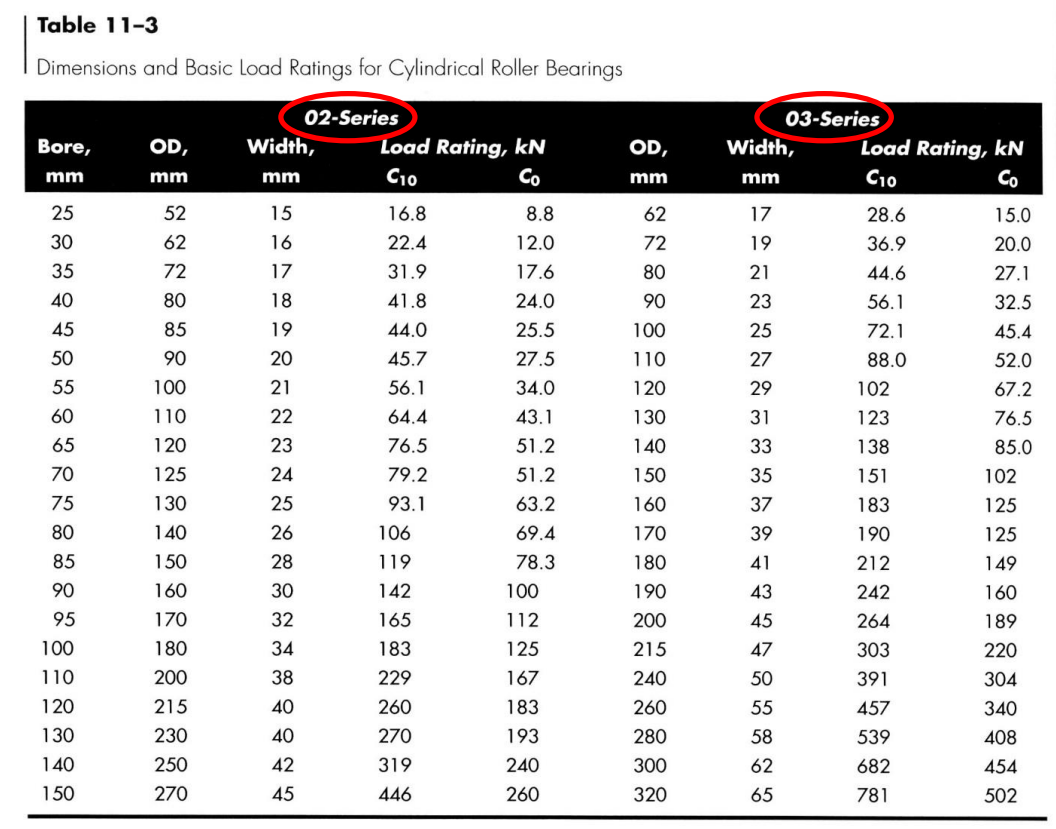 Table 11–3
Dimensions and Basic Load Ratings for Cylindrical Roller Bearings
02-Series 03-Series
Bore, OD, Width, Load Rating, kN OD, Width, Load Rating, kN
mm mm mm C10 C0 mm mm C10 C0
25 52 15 16.8 8.8 62 17 28.6 15.0
30 62 16 22.4 12.0 72 19 36.9 20.0
35 72 17 31.9 17.6 80 21 44.6 27.1
40 80 18 41.8 24.0 90 23 56.1 32.5
45 85 19 44.0 25.5 100 25 72.1 45.4
50 90 20 45.7 27.5 110 27 88.0 52.0
55 100 21 56.1 34.0 120 29 102 67.2
60 110 22 64.4 43.1 130 31 123 76.5
65 120 23 76.5 51.2 140 33 138 85.0
70 125 24 79.2 51.2 150 35 151 102
75 130 25 93.1 63.2 160 37 183 125
80 140 26 106 69.4 170 39 190 125
85 150 28 119 78.3 180 41 212 149
90 160 30 142 100 190 43 242 160
95 170 32 165 112 200 45 264 189
100 180 34 183 125 215 47 303 220
110 200 38 229 167 240 50 391 304
120 215 40 260 183 260 55 457 340
130 230 40 270 193 280 58 539 408
140 250 42 319 240 300 62 682 454
150 270 45 446 260 320 65 781 502